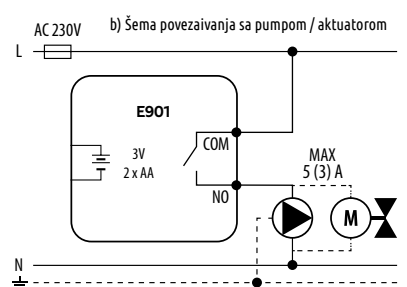 AC 230V
b) Šema povezaivanja sa pumpom / aktuatorom
L
E901
3V
2 x AA
COM
NO
MAX
5 (3) A
M
N